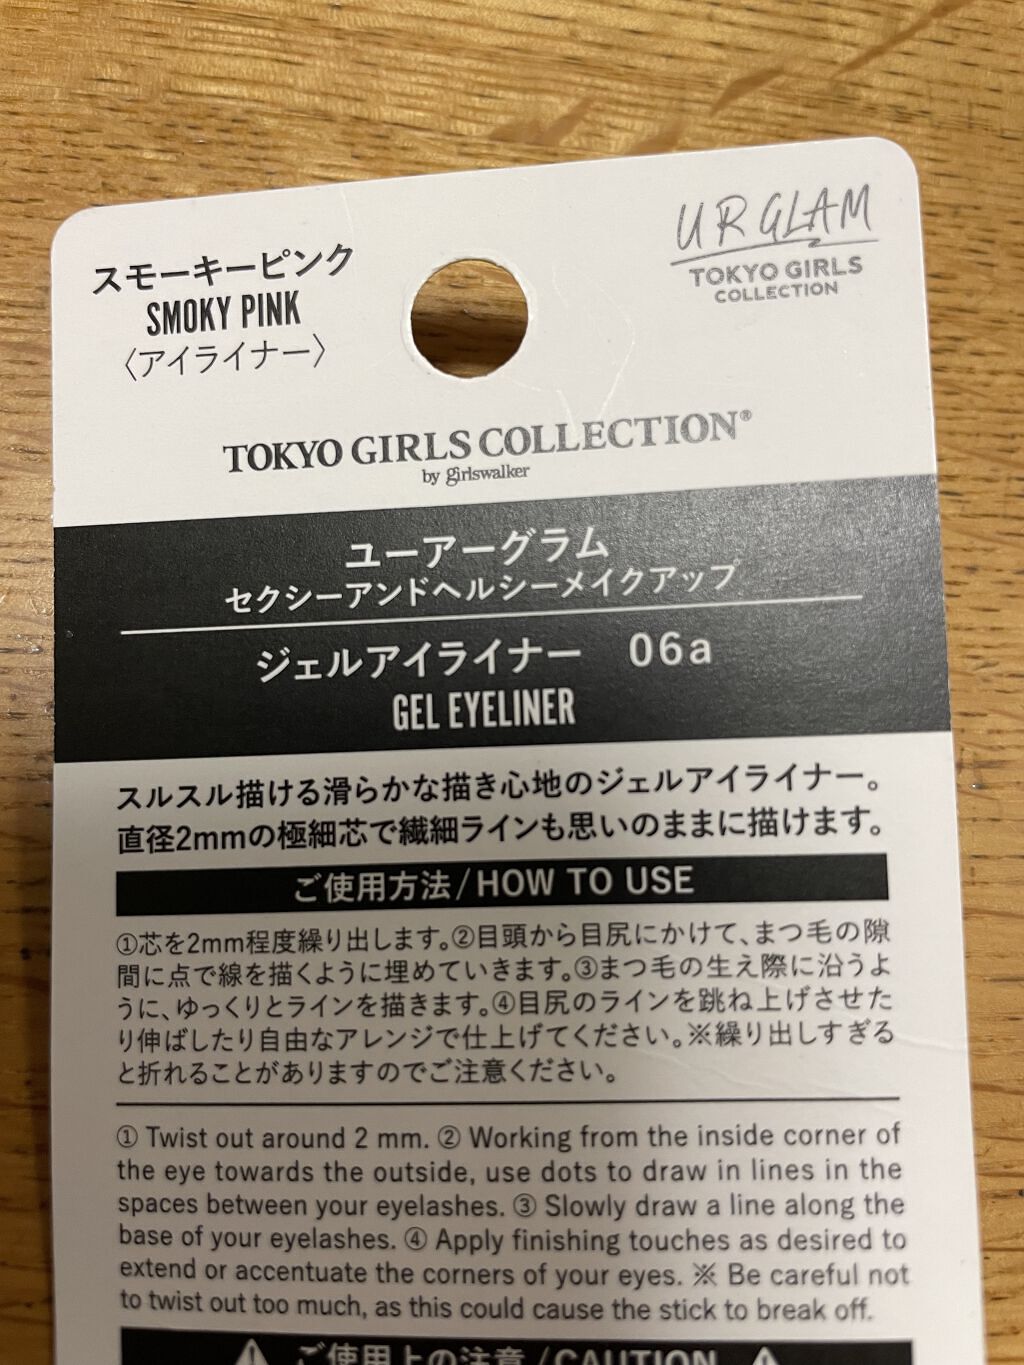 スモーキーピンク
SMOKY PINK
〈アイライナー〉
UR GLAM
TOKYO GIRLS
COLLECTION
TOKYO GIRLS COLLECTION®
by girlswalker
ユーアーグラム
セクシーアンドヘルシーメイクアップ
ジェルアイライナー 06a
GEL EYELINER
スルスル描ける滑らかな描き心地のジェルアイライナー。
直径2mmの極細芯で繊細ラインも思いのままに描けます。
ご使用方法/HOW TO USE
①芯を2mm程度繰り出します。②目頭から目尻にかけて、まつ毛の隙
間に点で線を描くように埋めていきます。③まつ毛の生え際に沿うよ
うに、ゆっくりとラインを描きます。④目尻のラインを跳ね上げさせた
り伸ばしたり自由なアレンジで仕上げてください。※繰り出しすぎる
と折れることがありますのでご注意ください。
① Twist out around 2 mm. ② Working from the inside corner of
the eye towards the outside, use dots to draw in lines in the
spaces between your eyelashes. ③ Slowly draw a line along the
base of your eyelashes. ④ Apply finishing touches as desired to
extend or accentuate the corners of your eyes. ※ Be careful not
to twist out too much, as this could cause the stick to break off.
ご使用上の注意/CAUTION